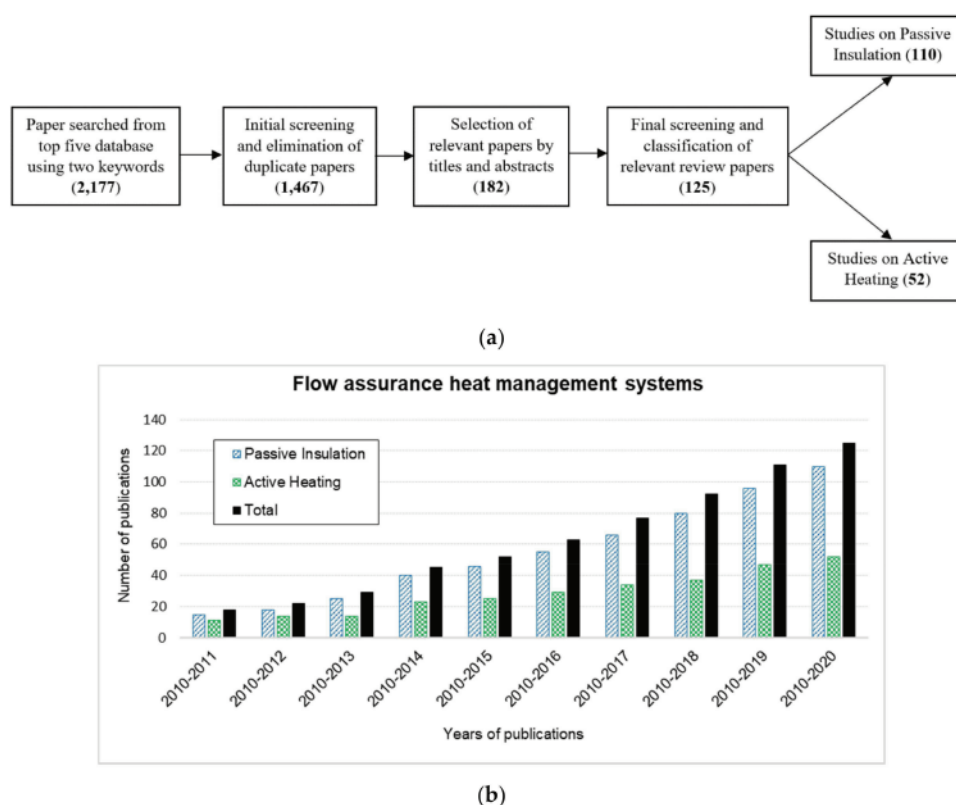 Paper searched from
top five database
using two keywords
(2,177)
Initial screening
and elimination of
duplicate papers
(1,467)
Selection of
relevant papers by
titles and abstracts
(182)
Final screening and
classification of
relevant review papers
(125)
Studies on Passive
Insulation (110)
Studies on Active
Heating (52)
(a)
Flow assurance heat management systems
Number of publications
140
120
100
80
60
40
20
0
Passive Insulation
Active Heating
Total
2010-2011
2010-2012
2010-2013
2010-2014
2010-2015
2010-2016
2010-2017
2010-2018
2010-2019
2010-2020
Years of publications
(b)